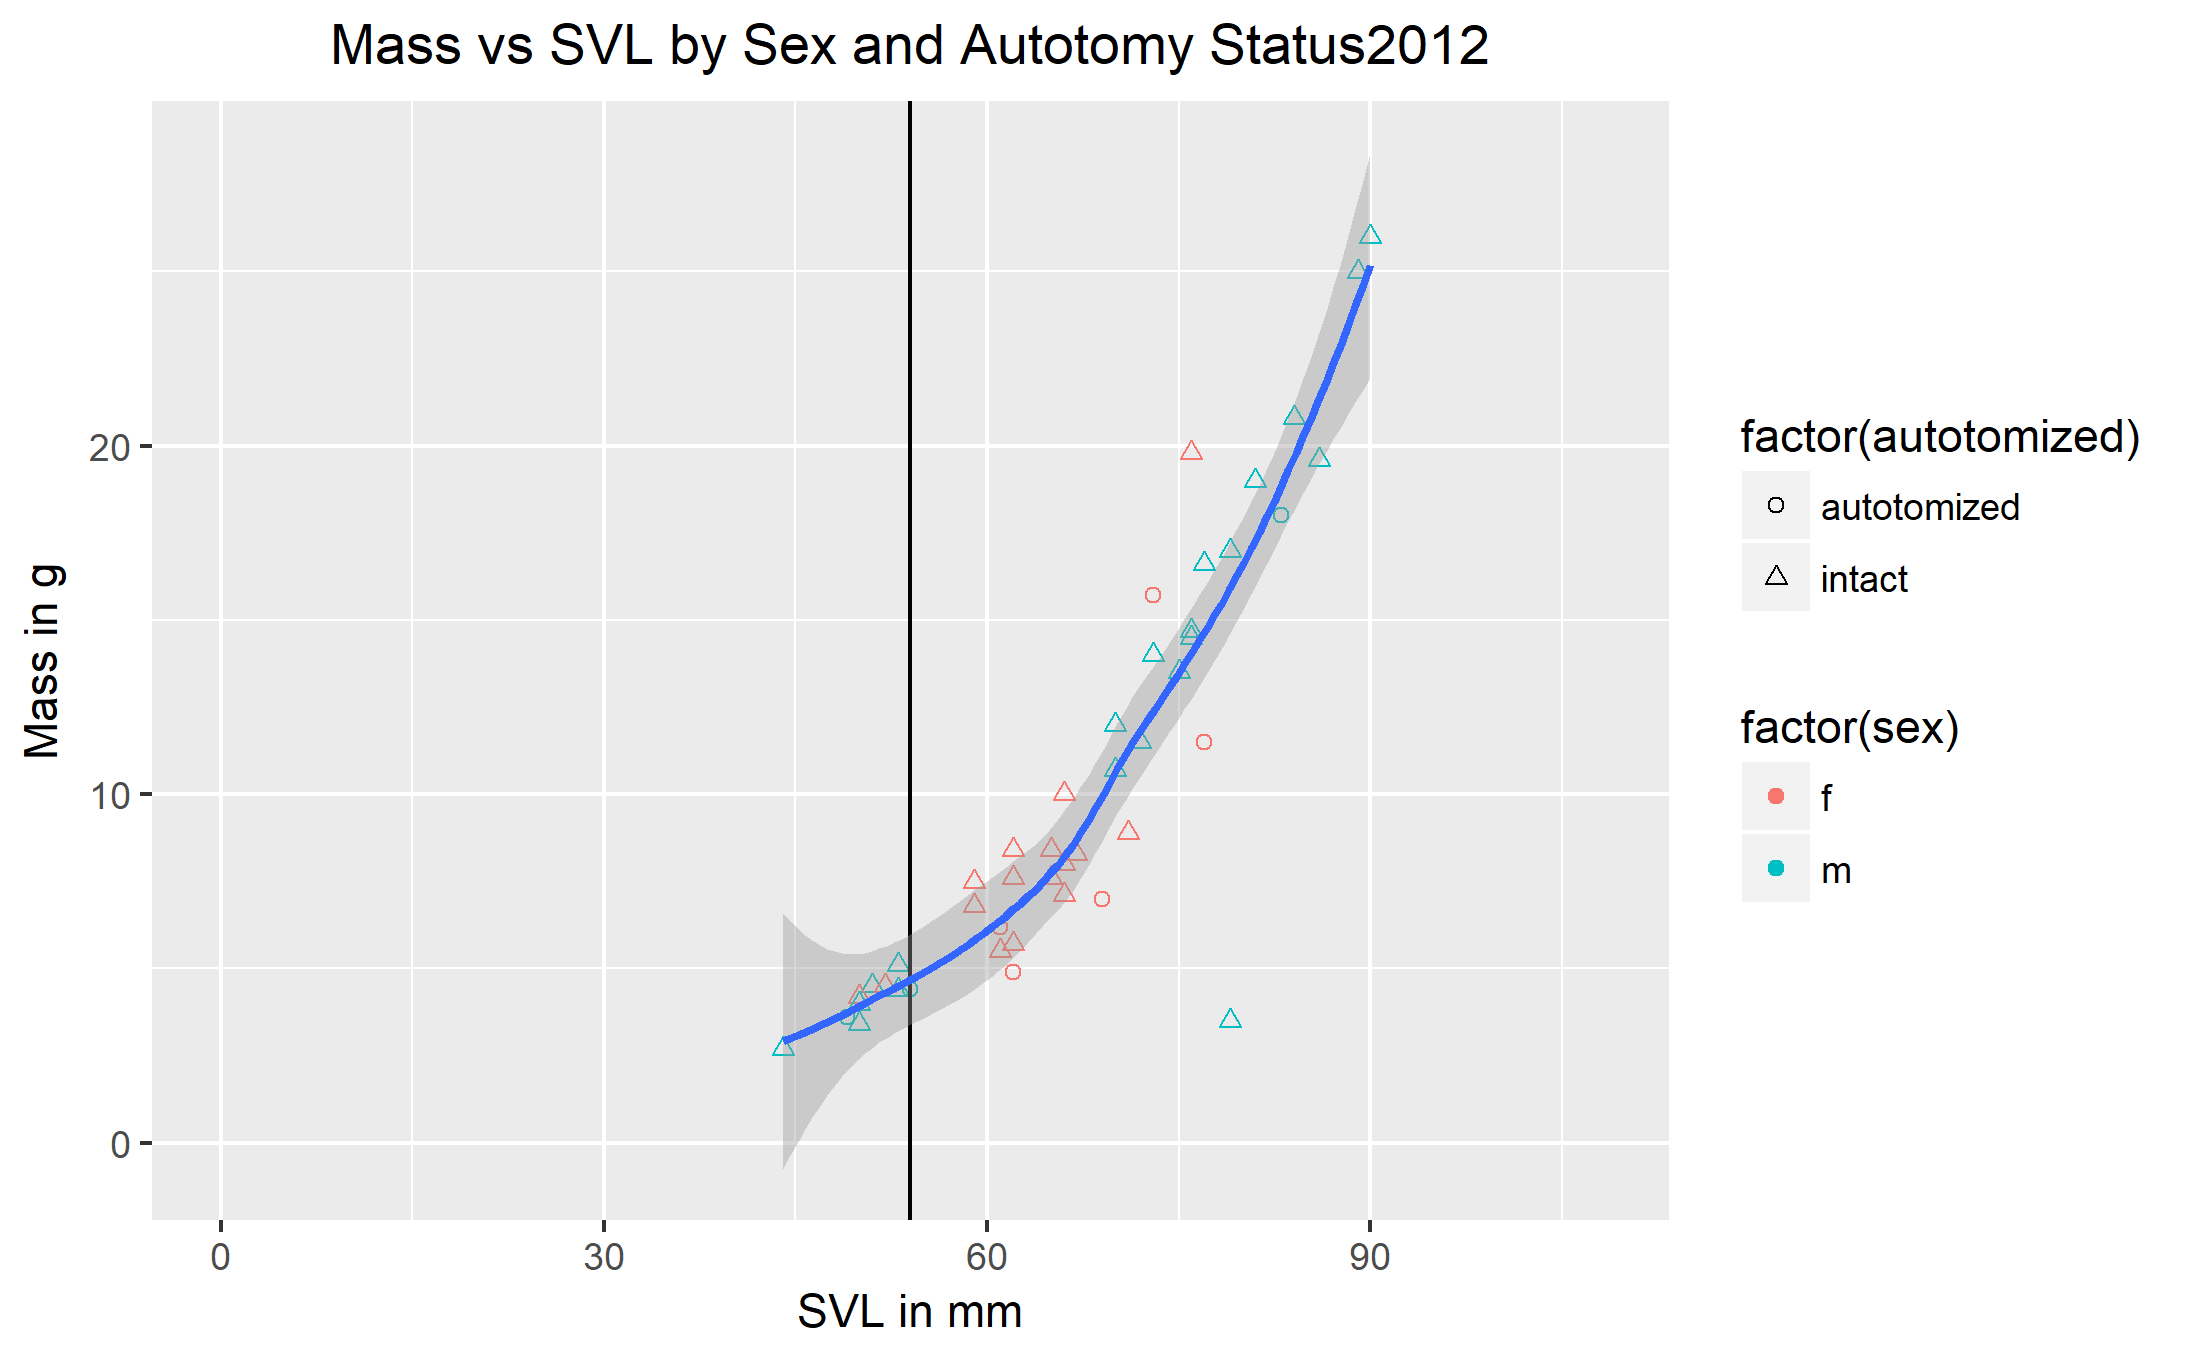 Mass vs SVL by Sex and Autotomy Status2012
Mass in g
20
10
0
0
30
60
90
SVL in mm
factor(autotomized)
autotomized
intact
factor(sex)
f
m